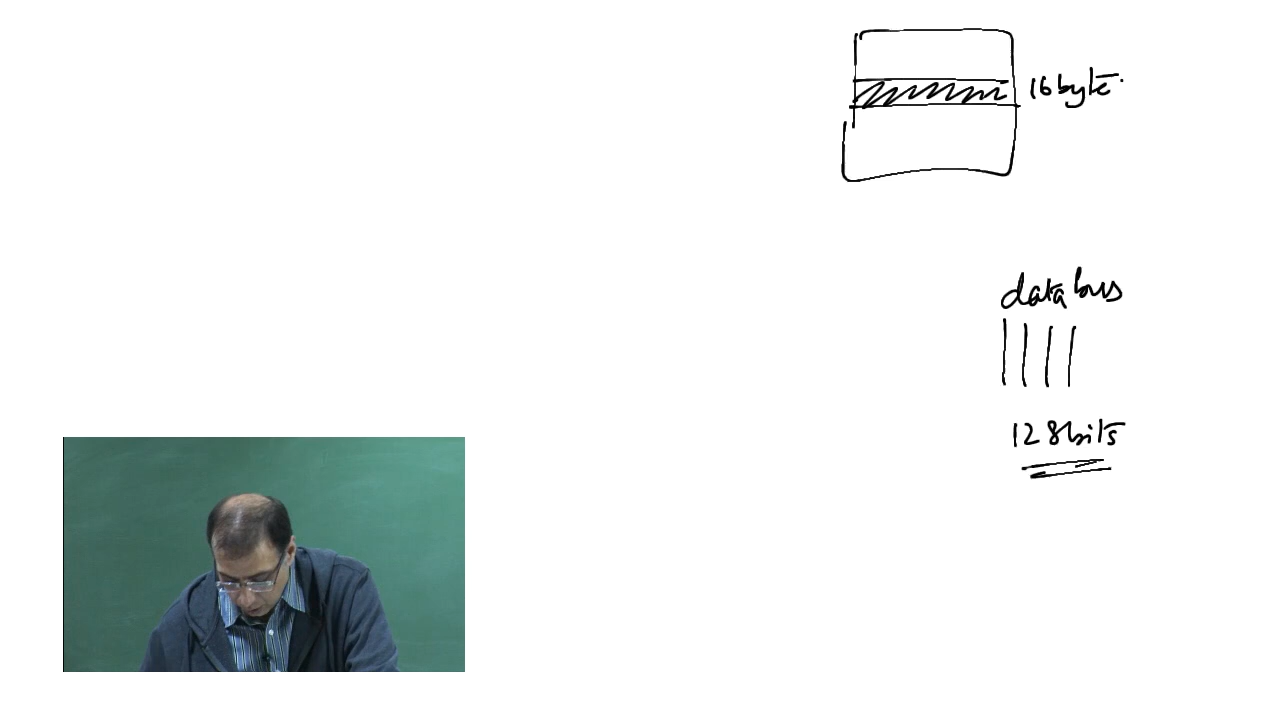 16 byte
data bus
128 bits